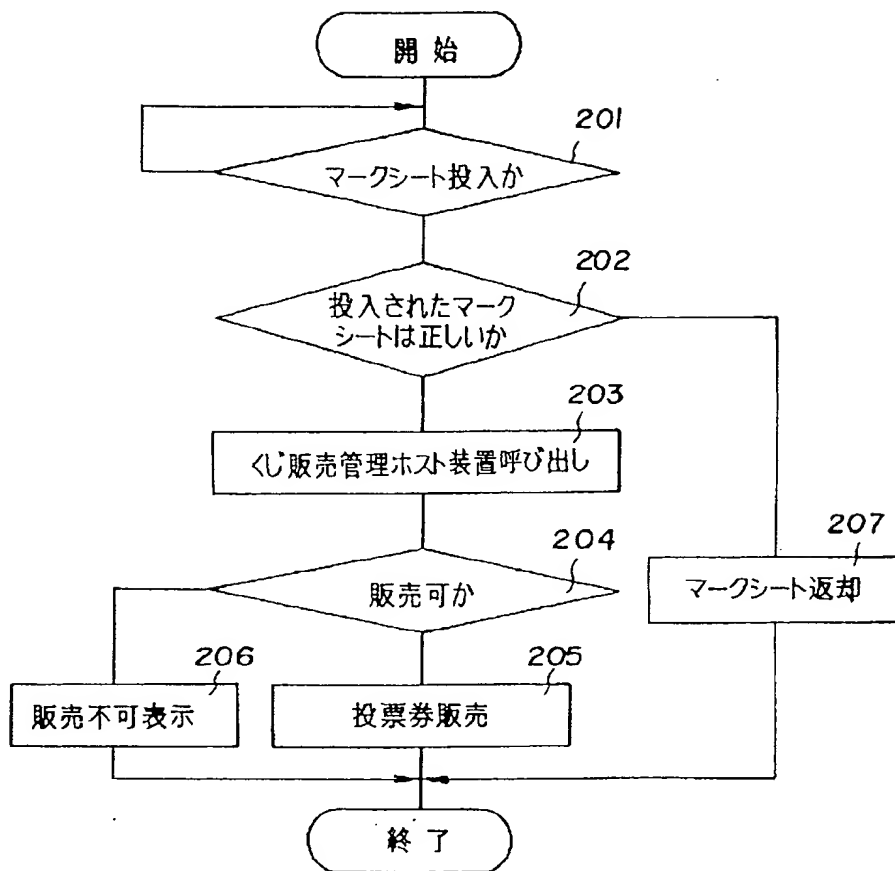 開始
201
マークシート投入か
202
投入されたマーク
シートは正しいか
203
くじ販売管理ホスト装置呼び出し
204
販売可か
207
マークシート返却
206
販売不可表示
205
投票券販売
終了